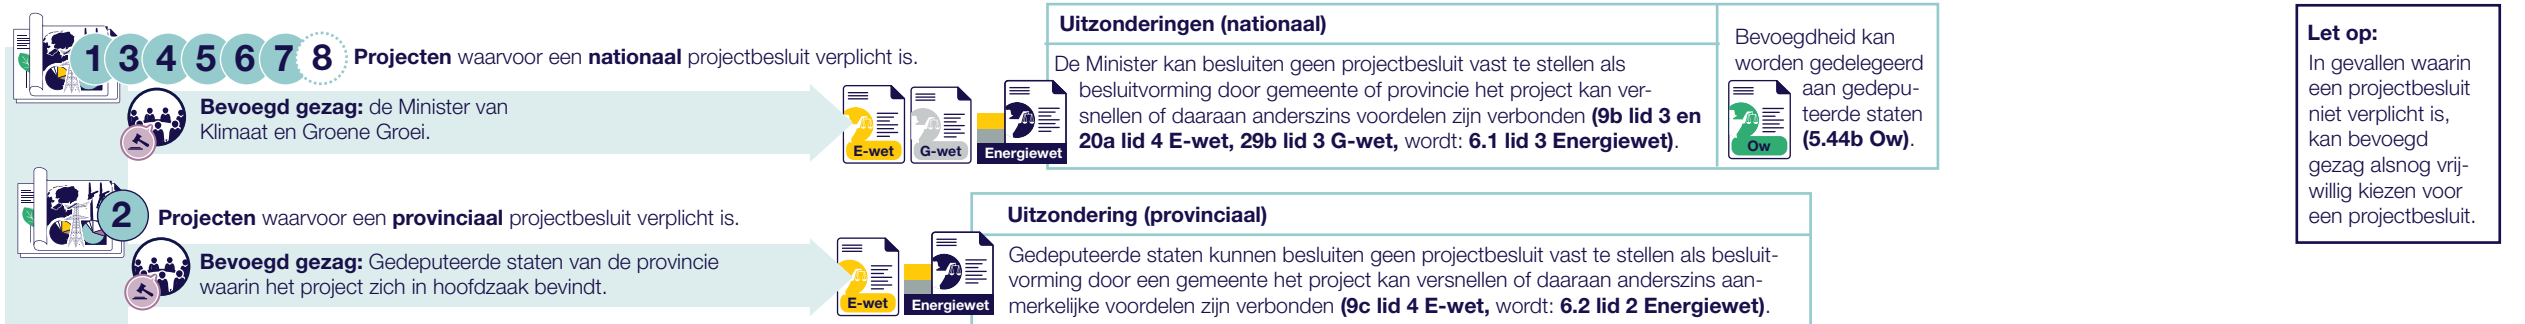 1 3 4 5 6 7 8 Projecten waarvoor een nationaal projectbesluit verplicht is.
Bevoegd gezag: de Minister van
Klimaat en Groene Groei.
E-wet
G-wet
Energiewet
Uitzonderingen (nationaal)
De Minister kan besluiten geen projectbesluit vast te stellen als
besluitvorming door gemeente of provincie het project kan ver-
snellen of daaraan anderszins voordelen zijn verbonden (9b lid 3 en
20a lid 4 E-wet, 29b lid 3 G-wet, wordt: 6.1 lid 3 Energiewet).
Bevoegdheid kan
worden gedelegeerd
aan gedepu-
teerde staten
(5.44b Ow).
Ow
2 Projecten waarvoor een provinciaal projectbesluit verplicht is.
Bevoegd gezag: Gedeputeerde staten van de provincie
waarin het project zich in hoofdzaak bevindt.
E-wet
Energiewet
Uitzondering (provinciaal)
Gedeputeerde staten kunnen besluiten geen projectbesluit vast te stellen als besluit-
vorming door een gemeente het project kan versnellen of daaraan anderszins aan-
merkelijke voordelen zijn verbonden (9c lid 4 E-wet, wordt: 6.2 lid 2 Energiewet).
Let op:
In gevallen waarin
een projectbesluit
niet verplicht is,
kan bevoegd
gezag alsnog vrij-
willig kiezen voor
een projectbesluit.